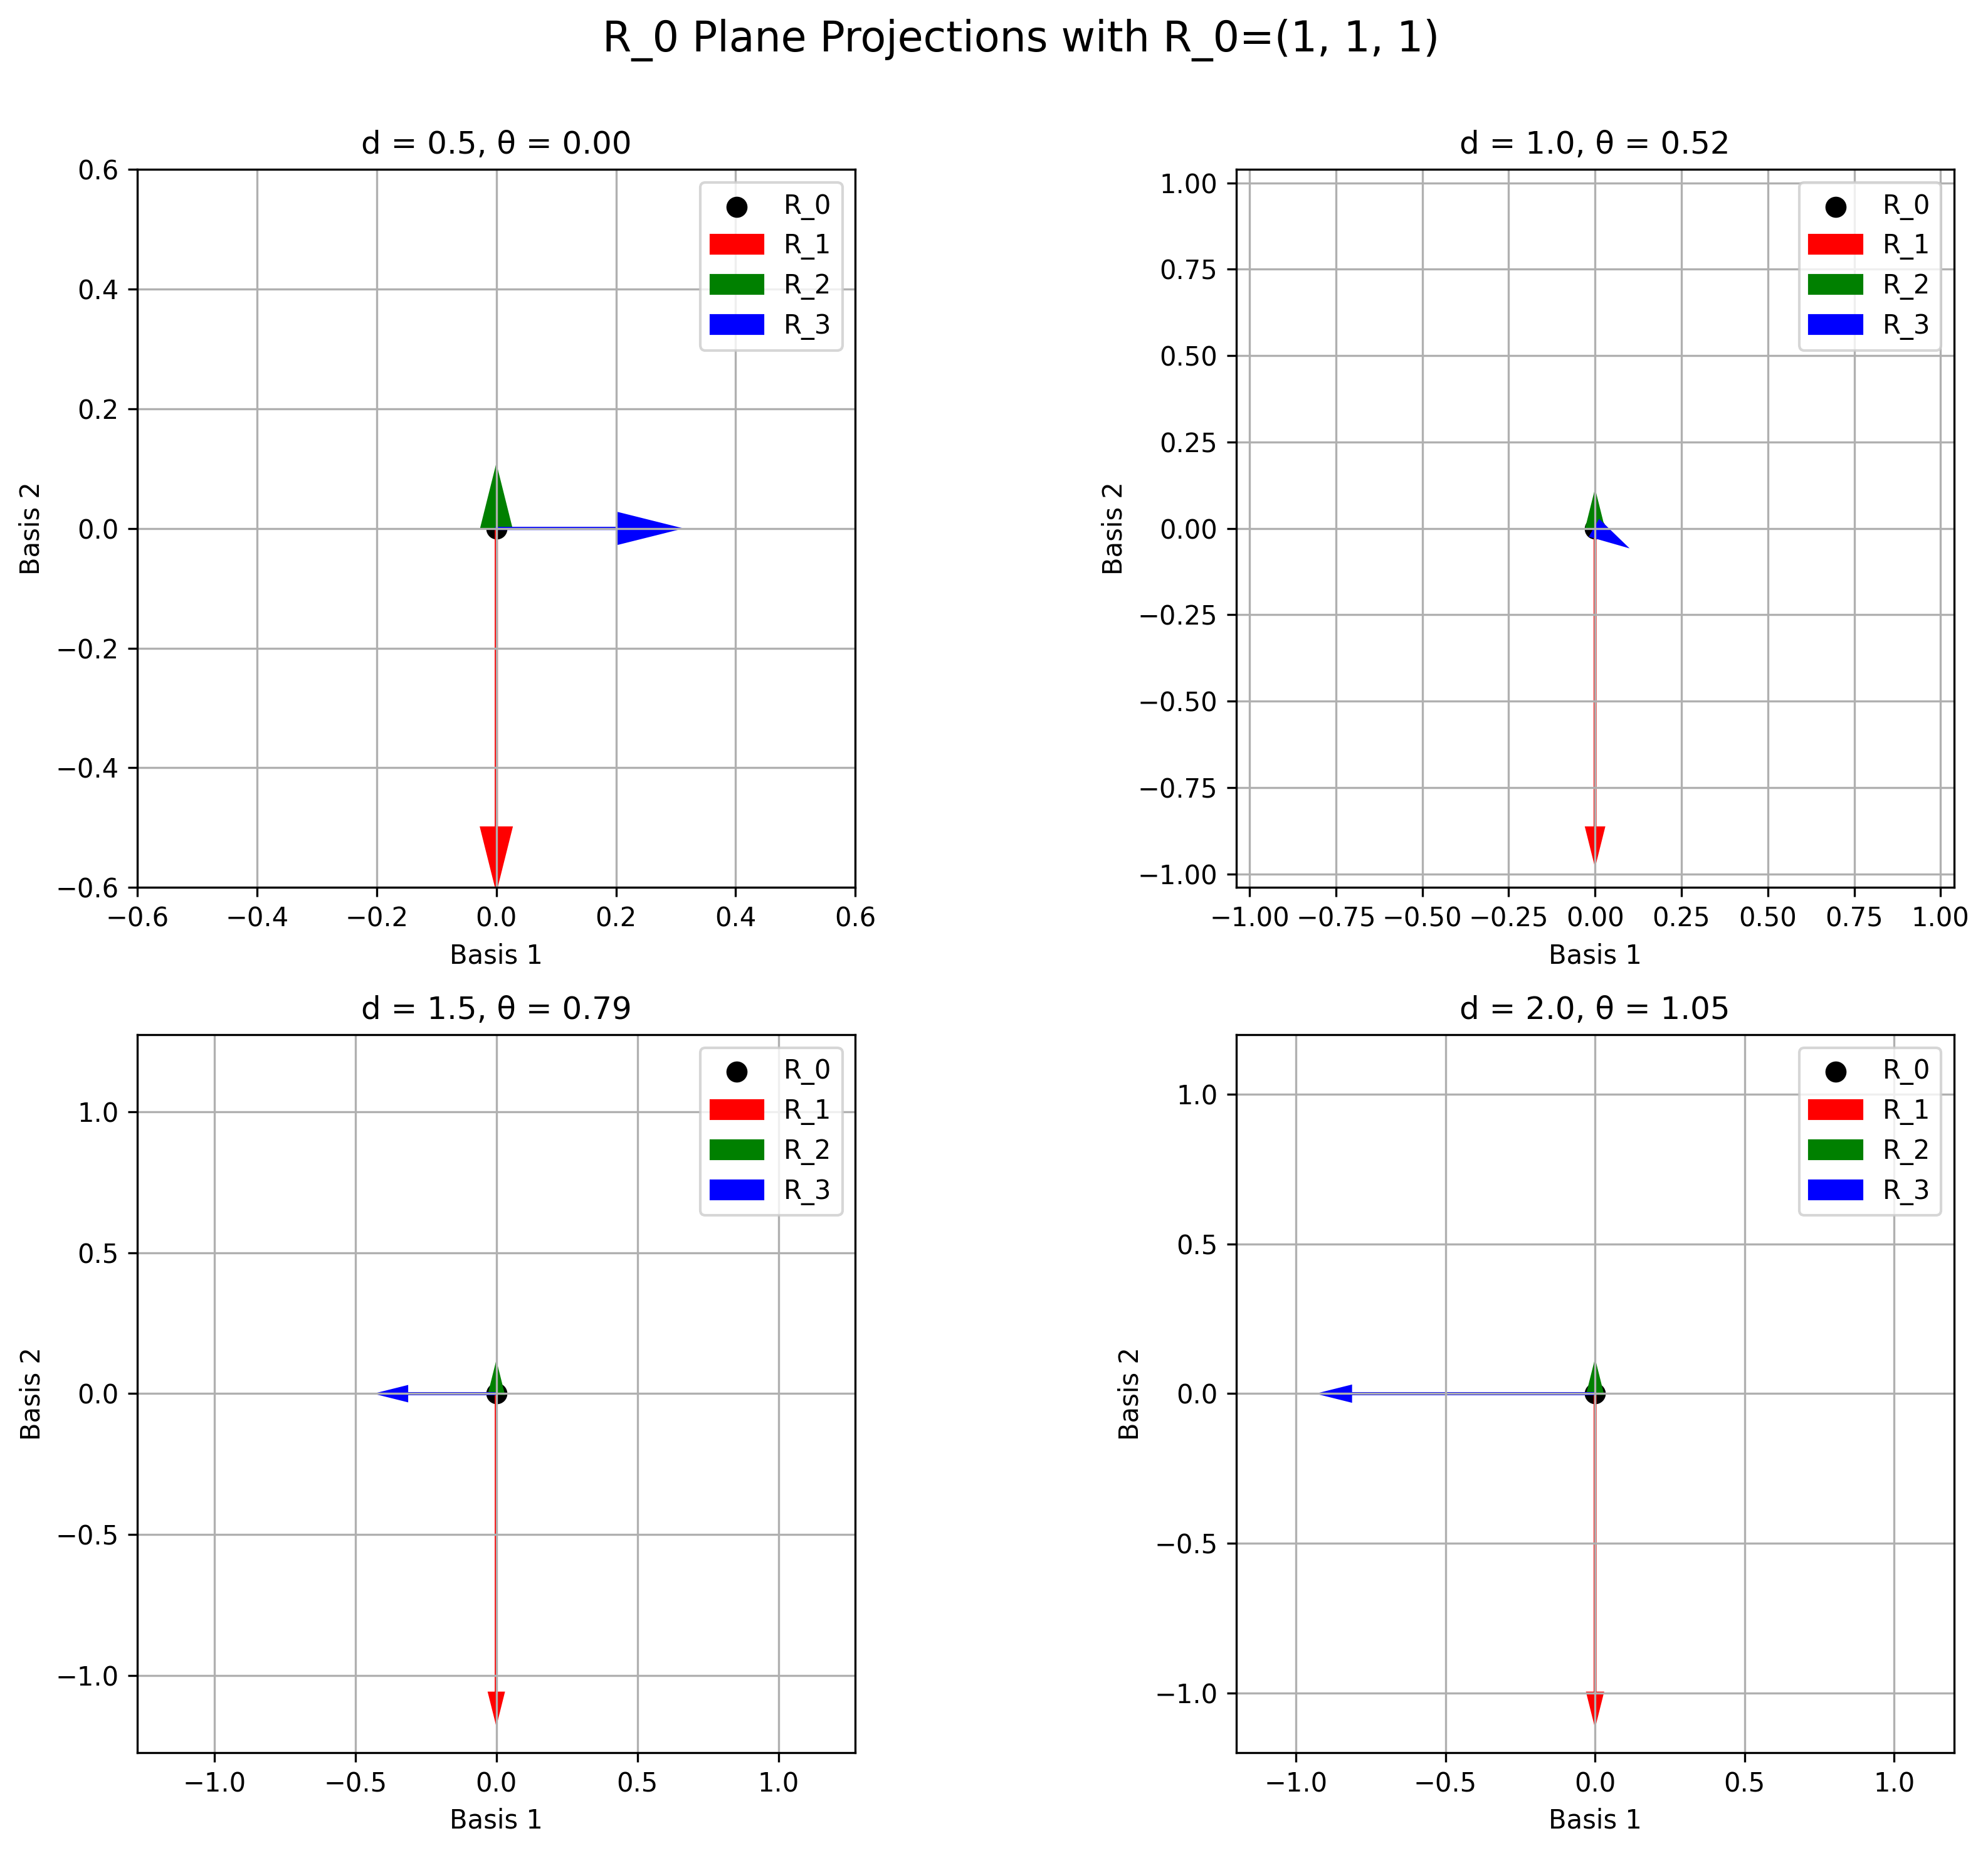 R_0 Plane Projections with R_0=(1, 1, 1)
d = 0.5, θ = 0.00
0.6
0.4
0.2
0.0
−0.2
−0.4
−0.6
Basis 2
−0.6 −0.4 −0.2 0.0 0.2 0.4 0.6
Basis 1
R_0
R_1
R_2
R_3
d = 1.0, θ = 0.52
1.00
0.75
0.50
0.25
0.00
−0.25
−0.50
−0.75
−1.00
Basis 2
−1.00 −0.75 −0.50 −0.25 0.00 0.25 0.50 0.75 1.00
Basis 1
R_0
R_1
R_2
R_3
d = 1.5, θ = 0.79
1.0
0.5
0.0
−0.5
−1.0
Basis 2
−1.0 −0.5 0.0 0.5 1.0
Basis 1
R_0
R_1
R_2
R_3
d = 2.0, θ = 1.05
1.0
0.5
0.0
−0.5
−1.0
Basis 2
−1.0 −0.5 0.0 0.5 1.0
Basis 1
R_0
R_1
R_2
R_3